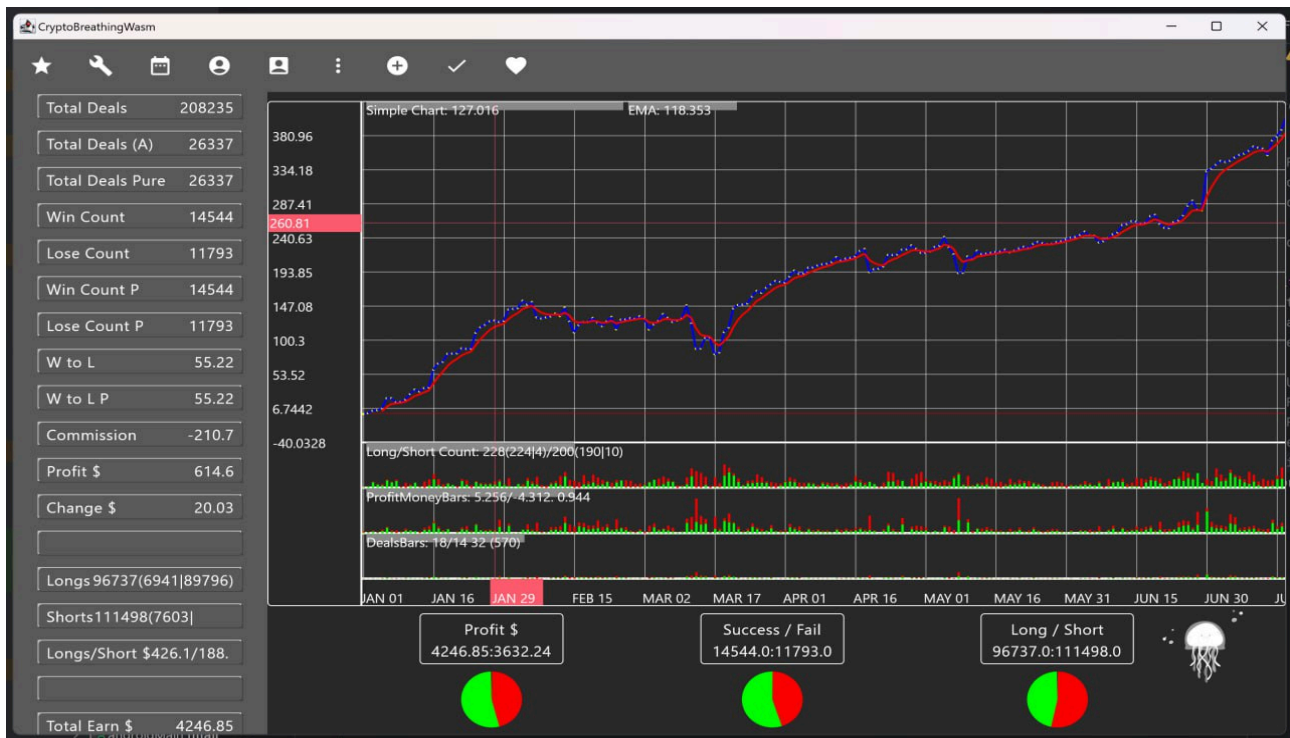 CryptoBreathingWasm
Total Deals 208235
Total Deals (A) 26337
Total Deals Pure 26337
Win Count 14544
Lose Count 11793
Win Count P 14544
Lose Count P 11793
W to L 55.22
W to L P 55.22
Commission -210.7
Profit $ 614.6
Change $ 20.03
Longs 96737(6941|89796)
Shorts111498(7603|
Longs/Short $426.1/188.
Total Earn $ 4246.85
Simple Chart: 127.016 EMA: 118.353
380.96
334.18
287.41
260.81
240.63
193.85
147.08
100.3
53.52
6.7442
-40.0328
Long/Short Count: 228(224|4)/200(190|10)
ProfitMoneyBars: 5.256/-4.312. 0.944
DealsBars: 18/14 32 (570)
JAN 01 JAN 16 JAN 29 FEB 15 MAR 02 MAR 17 APR 01 APR 16 MAY 01 MAY 16 MAY 31 JUN 15 JUN 30
Profit $
4246.85:3632.24
Success / Fail
14544.0:11793.0
Long / Short
96737.0:111498.0